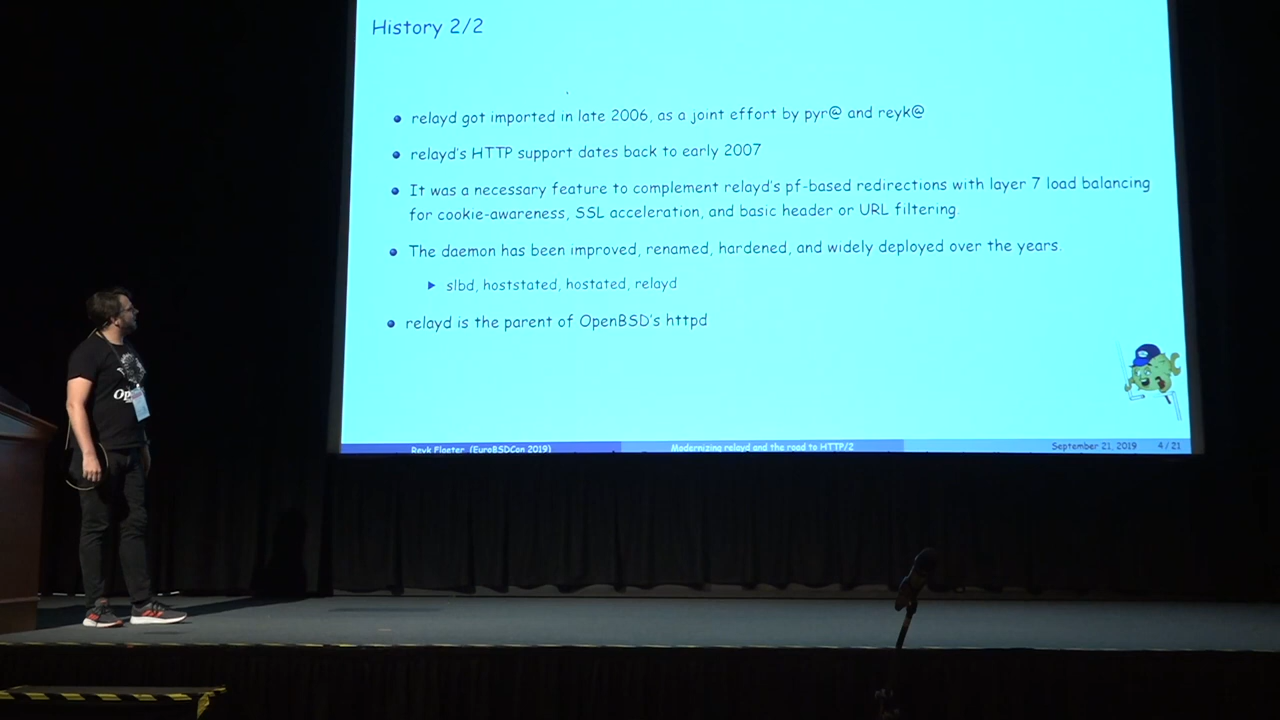 History 2/2
relayd got imported in late 2006, as a joint effort by pyr@ and reyk@
relayd's HTTP support dates back to early 2007
It was a necessary feature to complement relayd's pf-based redirections with layer 7 load balancing
for cookie-awareness, SSL acceleration, and basic header or URL filtering.
The daemon has been improved, renamed, hardened, and widely deployed over the years.
slbd, hoststated, hostated, relayd
relayd is the parent of OpenBSD's httpd
Reyk Floeter (EuroBSDCon 2019)
Modernizing relayd and the road to HTTP/2
September 21, 2019
4 / 21
Op